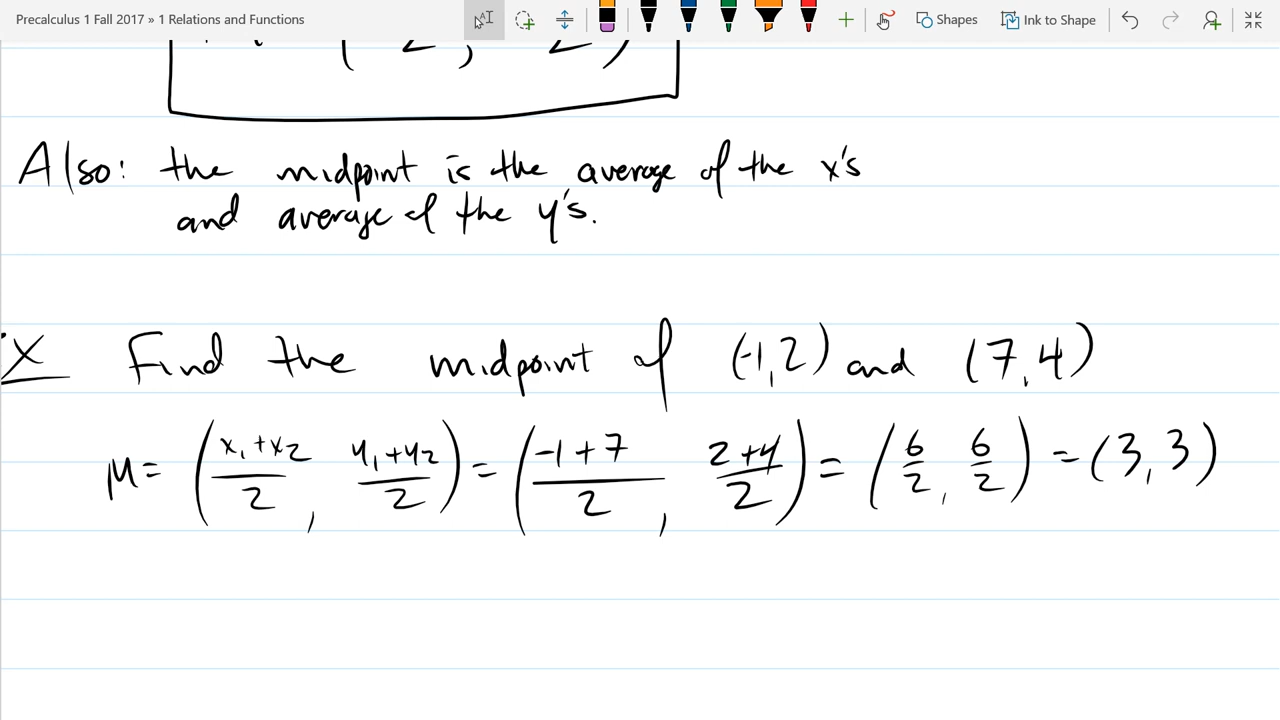 Precalculus 1 Fall 2017 » 1 Relations and Functions
Shapes
Ink to Shape
Also: the midpoint is the average of the x's
and average of the y's.
Find the midpoint of (-1,2) and (7,4)
M = (x₁+x₂/2, y₁+y₂/2) = (-1+7/2, 2+4/2) = (6/2, 6/2) = (3,3)